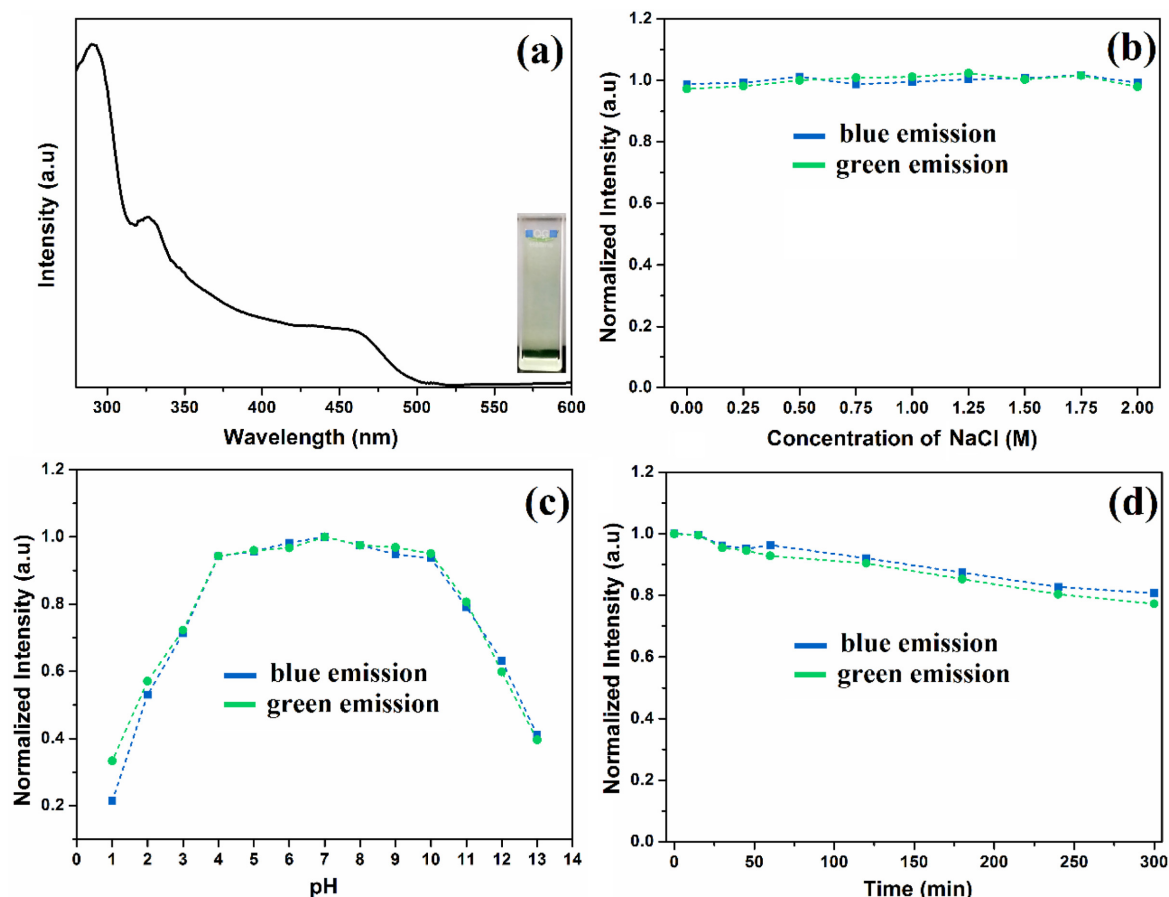 (a)
Intensity (a.u)
300 350 400 450 500 550 600
Wavelength (nm)
(b)
Normalized Intensity (a.u)
1.2
1.0
0.8
0.6
0.4
0.2
0.0
blue emission
green emission
0.00 0.25 0.50 0.75 1.00 1.25 1.50 1.75 2.00
Concentration of NaCl (M)
(c)
Normalized Intensity (a.u)
1.2
1.0
0.8
0.6
0.4
0.2
blue emission
green emission
0 1 2 3 4 5 6 7 8 9 10 11 12 13 14
pH
(d)
Normalized Intensity (a.u)
1.2
1.0
0.8
0.6
0.4
0.2
0.0
blue emission
green emission
0 50 100 150 200 250 300
Time (min)